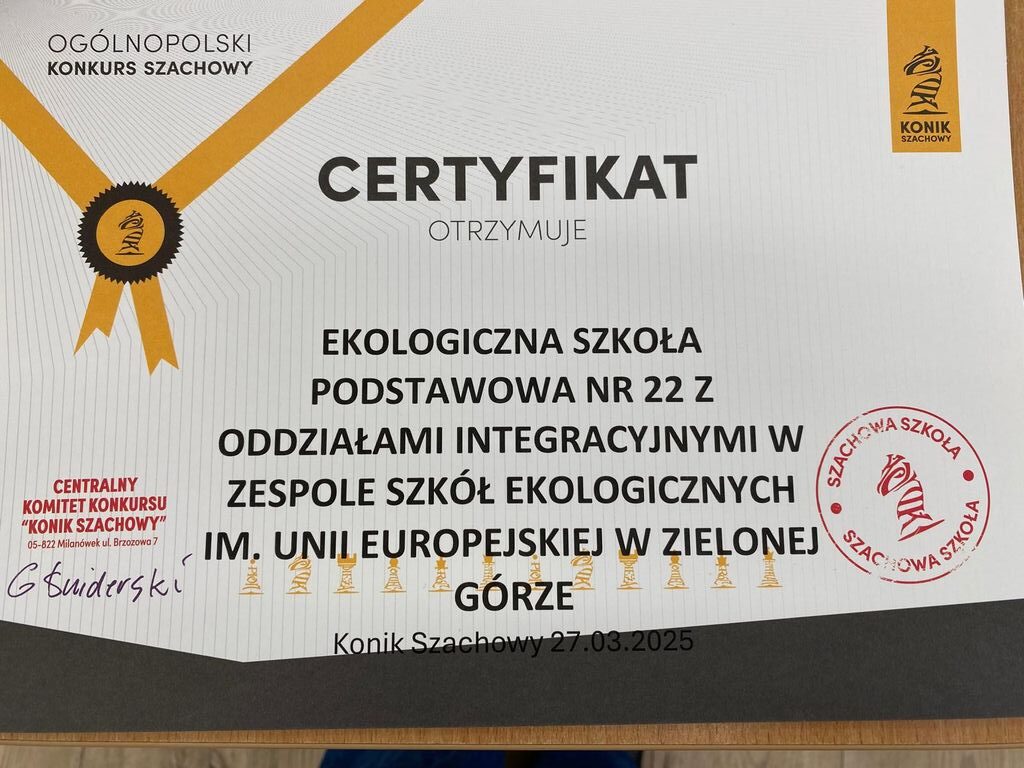 OGÓLNOPOLSKI
KONKURS SZACHOWY
KONIK
SZACHOWY
CERTYFIKAT
OTRZYMUJE
EKOLOGICZNA SZKOŁA
PODSTAWOWA NR 22 Z
ODDZIAŁAMI INTEGRACYJNYMI W
ZESPOLE SZKÓŁ EKOLOGICZNYCH
IM. UNII EUROPEJSKIEJ W ZIELONEJ
GÓRZE
Konik Szachowy 27.03.2025
CENTRALNY
KOMITET KONKURSU
"KONIK SZACHOWY"
05-822 Milanówek ul. Brzozowa 7
G Świderski
SZACHOWA SZKOŁA
SZACHOWA SZKOŁA